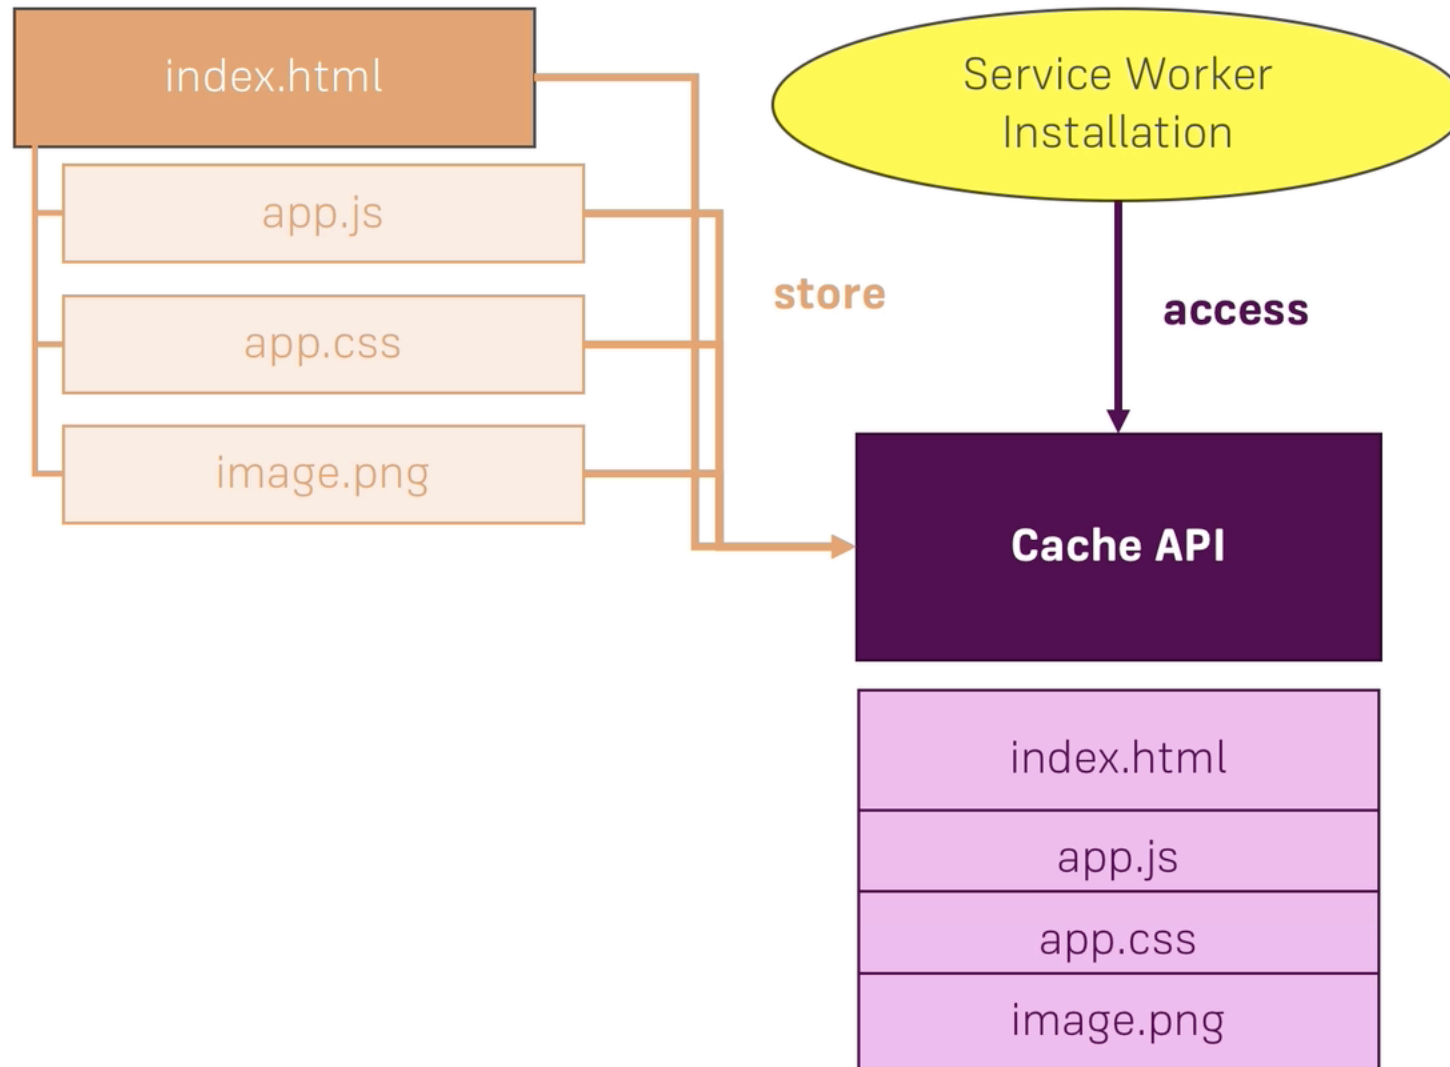 index.html
app.js
app.css
image.png
store
Service Worker
Installation
access
Cache API
index.html
app.js
app.css
image.png